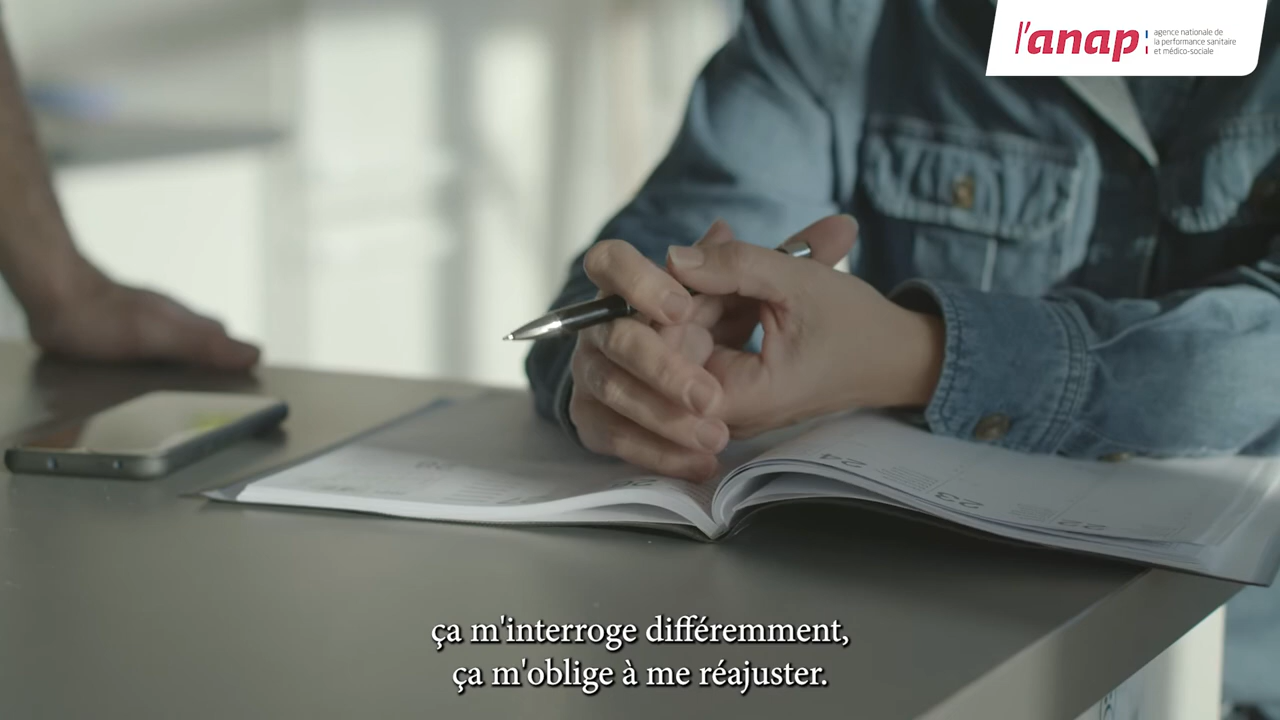 l'anap:
agence nationale de
la performance sanitaire
et médico-sociale
24
23
22
ça m'interroge différemment,
ça m'oblige à me réajuster.